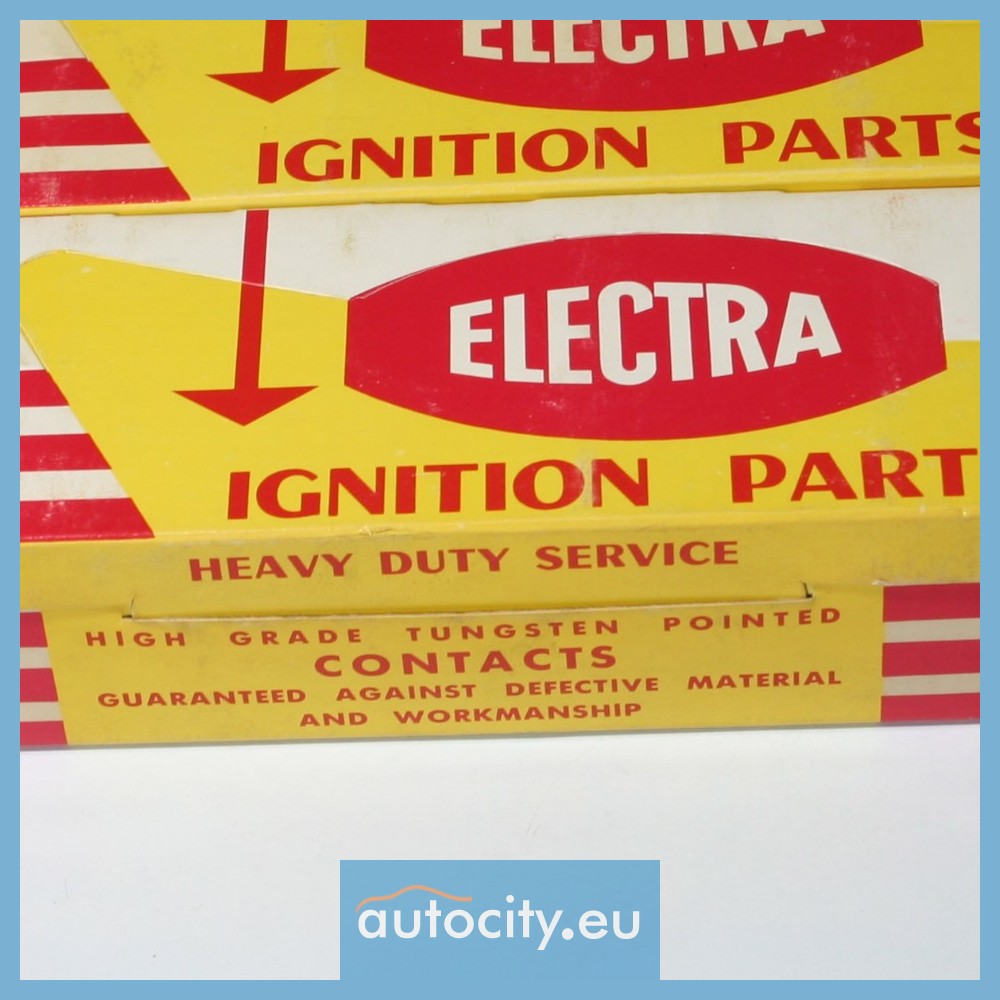 ELECTRA
IGNITION PARTS
ELECTRA
IGNITION PART
HEAVY DUTY SERVICE
HIGH GRADE TUNGSTEN POINTED
CONTACTS
GUARANTEED AGAINST DEFECTIVE MATERIAL
AND WORKMANSHIP
autocity.eu